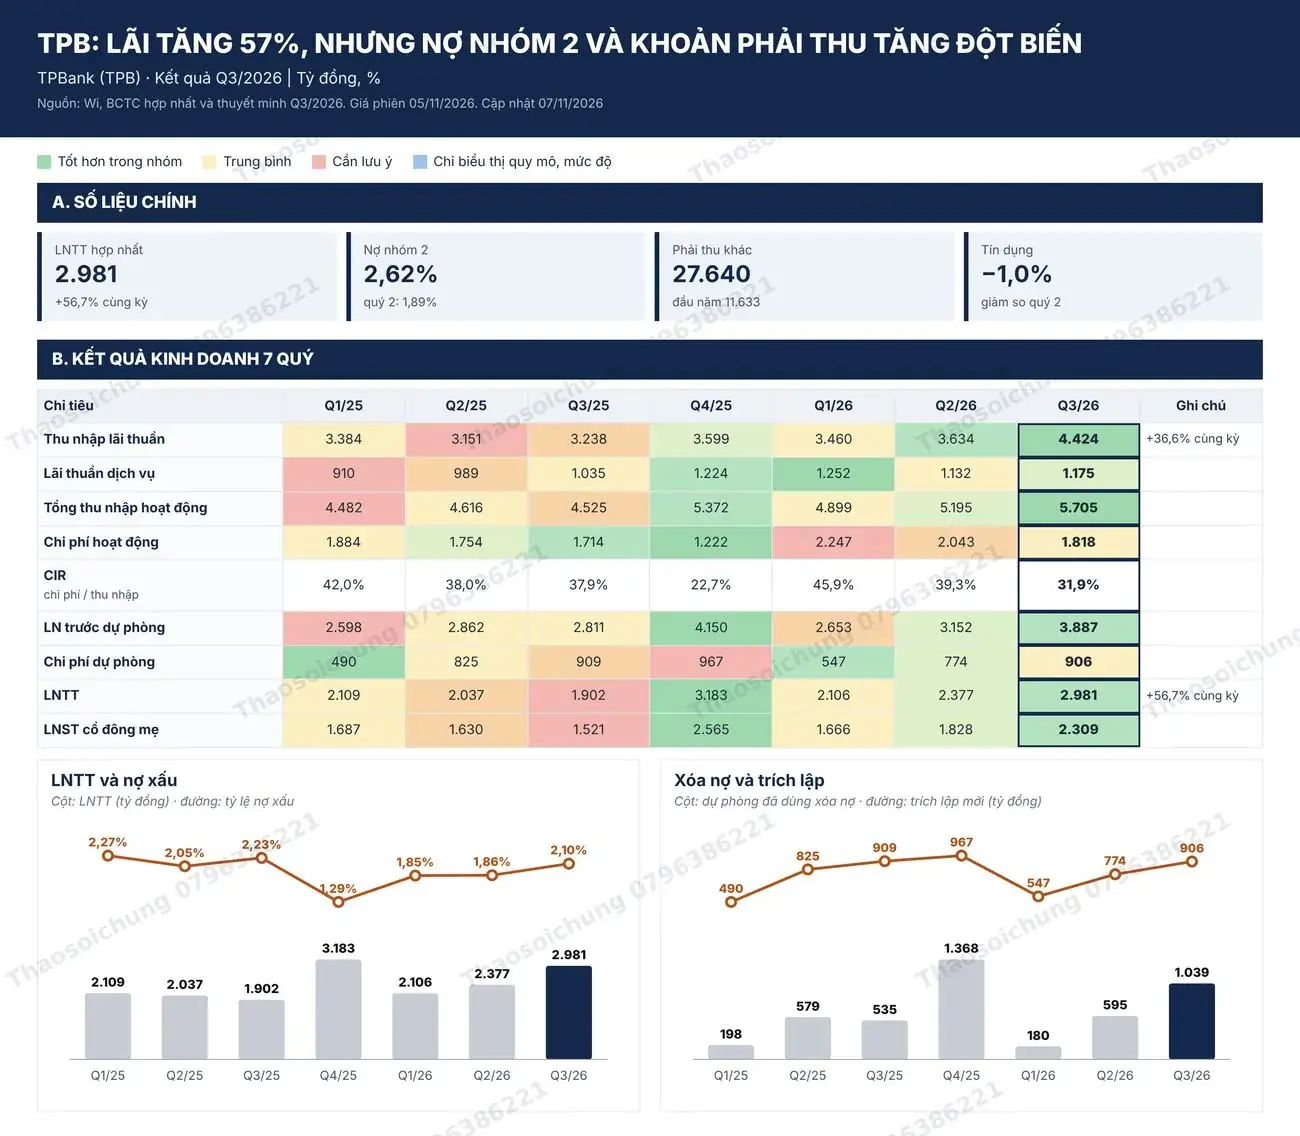 TPB: LÃI TĂNG 57%, NHƯNG NỢ NHÓM 2 VÀ KHOẢN PHẢI THU TĂNG ĐỘT BIẾN
TPBank (TPB) · Kết quả Q3/2026 | Tỷ đồng, %
Nguồn: Wi, BCTC hợp nhất và thuyết minh Q3/2026. Giá phiên 05/11/2026. Cập nhật 07/11/2026
Tốt hơn trong nhóm Trung bình Cần lưu ý Chỉ biểu thị quy mô, mức độ
A. SỐ LIỆU CHÍNH
LNTT hợp nhất Nợ nhóm 2 Phải thu khác Tín dụng
2.981 2,62% 27.640 −1,0%
+56,7% cùng kỳ quý 2: 1,89% đầu năm 11.633 giảm so quý 2
B. KẾT QUẢ KINH DOANH 7 QUÝ
Chỉ tiêu Q1/25 Q2/25 Q3/25 Q4/25 Q1/26 Q2/26 Q3/26 Ghi chú
Thu nhập lãi thuần 3.384 3.151 3.238 3.599 3.460 3.634 4.424 +36,6% cùng kỳ
Lãi thuần dịch vụ 910 989 1.035 1.224 1.252 1.132 1.175
Tổng thu nhập hoạt động 4.482 4.616 4.525 5.372 4.899 5.195 5.705
Chi phí hoạt động 1.884 1.754 1.714 1.222 2.247 2.043 1.818
CIR 42,0% 38,0% 37,9% 22,7% 45,9% 39,3% 31,9%
chi phí / thu nhập
LN trước dự phòng 2.598 2.862 2.811 4.150 2.653 3.152 3.887
Chi phí dự phòng 490 825 909 967 547 774 906
LNTT 2.109 2.037 1.902 3.183 2.106 2.377 2.981 +56,7% cùng kỳ
LNST cổ đông mẹ 1.687 1.630 1.521 2.565 1.666 1.828 2.309
LNTT và nợ xấu
Cột: LNTT (tỷ đồng) · đường: tỷ lệ nợ xấu
2,27% 2,05% 2,23% 1,29% 1,85% 1,86% 2,10%
2.109 2.037 1.902 3.183 2.106 2.377 2.981
Q1/25 Q2/25 Q3/25 Q4/25 Q1/26 Q2/26 Q3/26
Xóa nợ và trích lập
Cột: dự phòng đã dùng xóa nợ · đường: trích lập mới (tỷ đồng)
490 825 909 967 547 774 906
198 579 535 1.368 180 595 1.039
Q1/25 Q2/25 Q3/25 Q4/25 Q1/26 Q2/26 Q3/26
Thaosoichung 0796386221